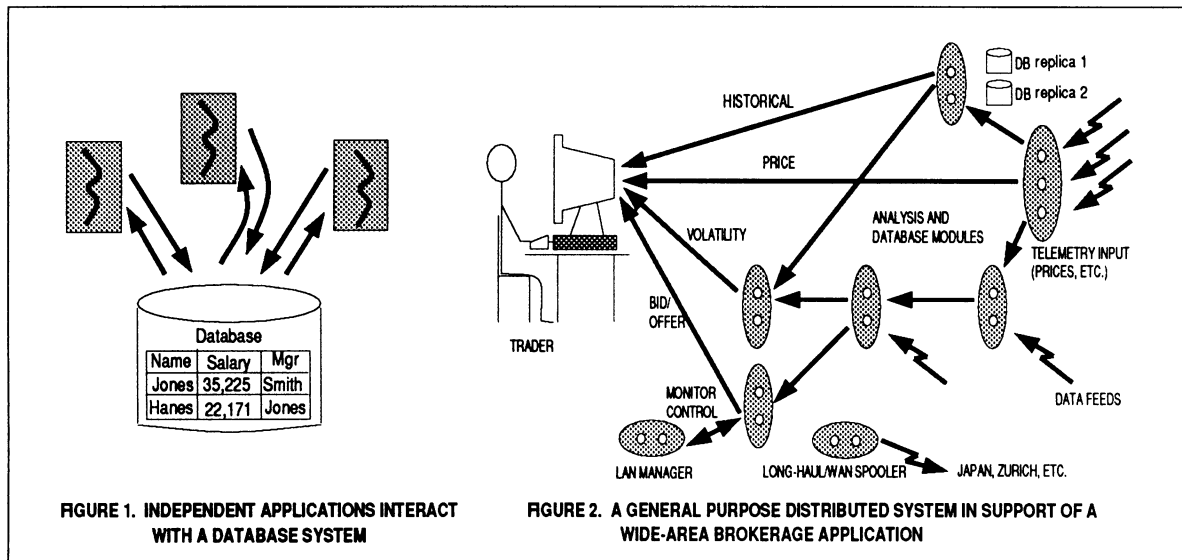 Database
Name Salary Mgr
Jones 35,225 Smith
Hanes 22,171 Jones
FIGURE 1. INDEPENDENT APPLICATIONS INTERACT
WITH A DATABASE SYSTEM
DB replica 1
DB replica 2
HISTORICAL
PRICE
ANALYSIS AND
DATABASE MODULES
VOLATILITY
TELEMETRY INPUT
(PRICES, ETC.)
BID/
OFFER
TRADER
MONITOR
CONTROL
DATA FEEDS
LAN MANAGER
LONG-HAUL/WAN SPOOLER
JAPAN, ZURICH, ETC.
FIGURE 2. A GENERAL PURPOSE DISTRIBUTED SYSTEM IN SUPPORT OF A
WIDE-AREA BROKERAGE APPLICATION